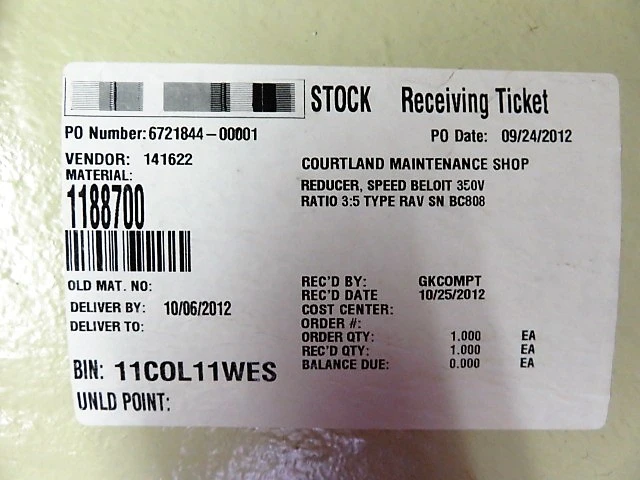 STOCK Receiving Ticket
PO Number: 6721844-00001 PO Date: 09/24/2012
VENDOR: 141622 COURTLAND MAINTENANCE SHOP
MATERIAL:
1188700
REDUCER, SPEED BELOIT 350V
RATIO 3:5 TYPE RAV SN BC808
OLD MAT. NO:
DELIVER BY: 10/06/2012
DELIVER TO:
REC'D BY: GKCOMPT
REC'D DATE 10/25/2012
COST CENTER:
ORDER #:
ORDER QTY: 1.000 EA
REC'D QTY: 1.000 EA
BALANCE DUE: 0.000 EA
BIN: 11COL11WES
UNLD POINT: